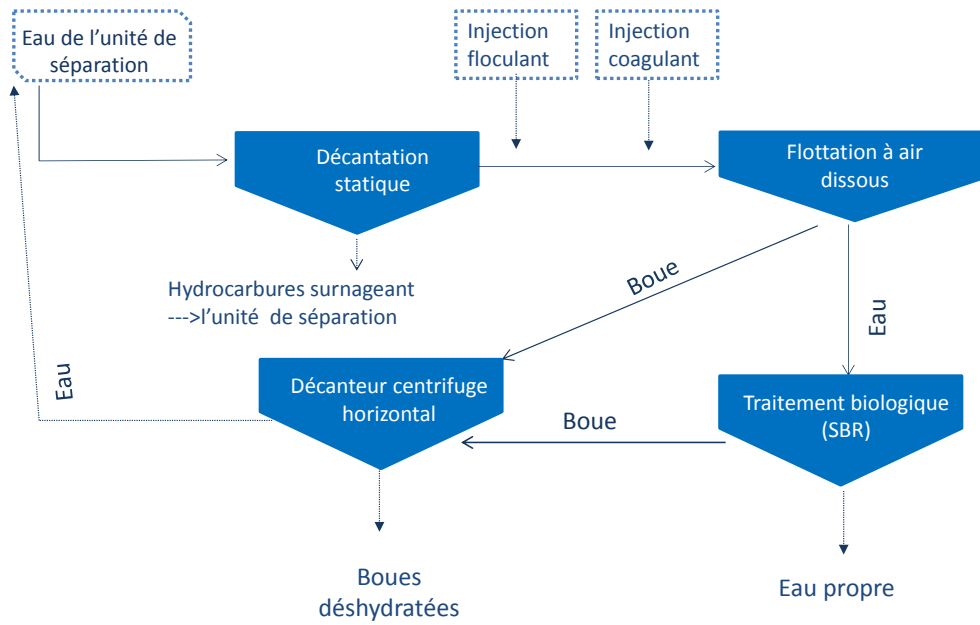 Eau de l’unité de
séparation
Injection
floculant
Injection
coagulant
Décantation
statique
Flottation à air
dissous
Hydrocarbures surnageant
--->l’unité  de séparation
Boue
Eau
Eau
Décanteur centrifuge
horizontal
Boue
Traitement biologique
(SBR)
Boues
déshydratées
Eau propre